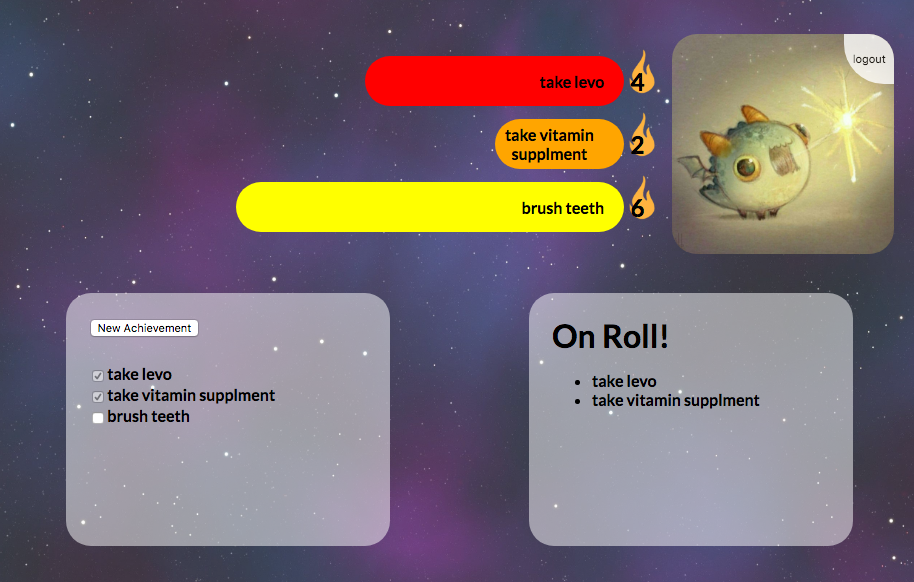 logout
take levo
4
take vitamin
supplment
2
brush teeth
6
New Achievement
take levo
take vitamin supplment
brush teeth
On Roll!
take levo
take vitamin supplment